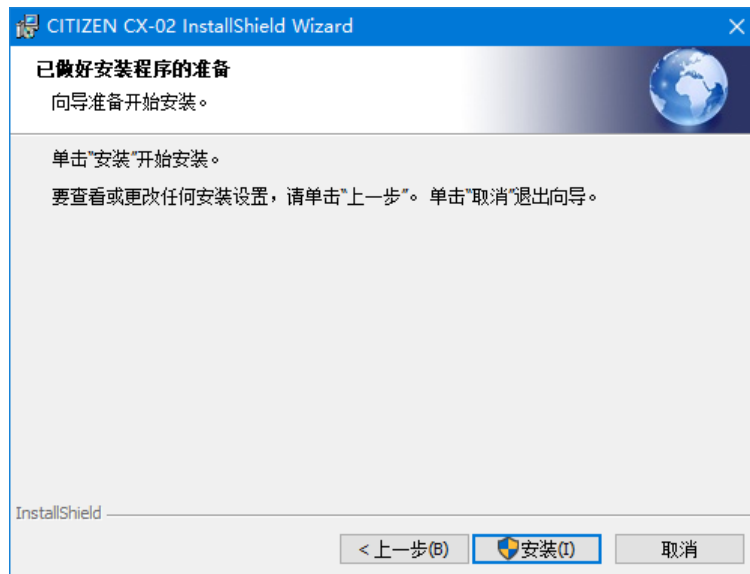 CITIZEN CX-02 InstallShield Wizard
已做好安装程序的准备
向导准备开始安装。
单击"安装"开始安装。
要查看或更改任何安装设置，请单击"上一步"。单击"取消"退出向导。
InstallShield
< 上一步(B)
安装(I)
取消